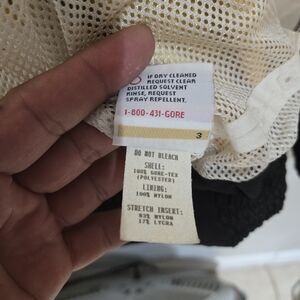 IF DRY CLEANED
REQUEST CLEAR
DISTILLED SOLVENT
RINSE, REQUEST
SPRAY REPELLENT.
1-800-431-GORE
3
DO NOT BLEACH
SHELL:
100% GORE-TEX
(POLYESTER)
LINING:
100% NYLON
STRETCH INSERT:
83% NYLON
17% LYCRA